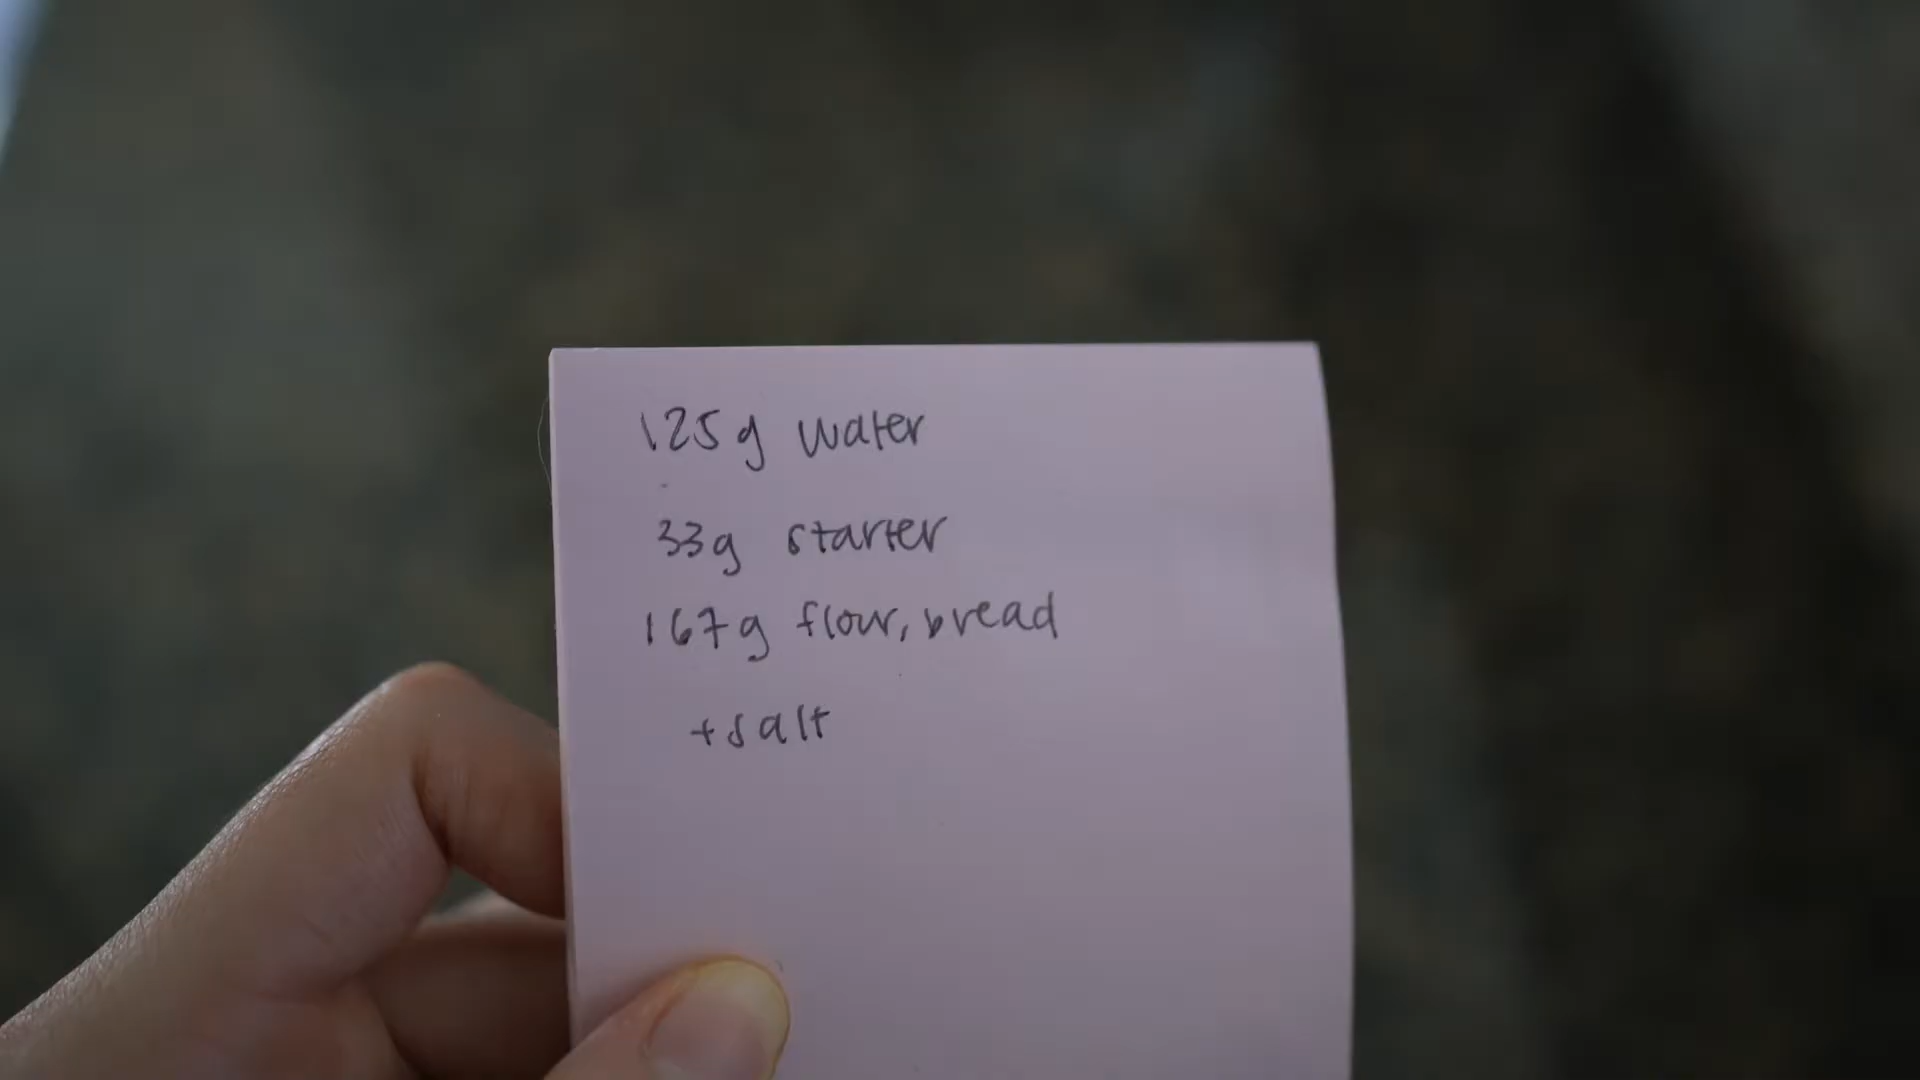 125g water
33g starter
167g flour, bread
+salt